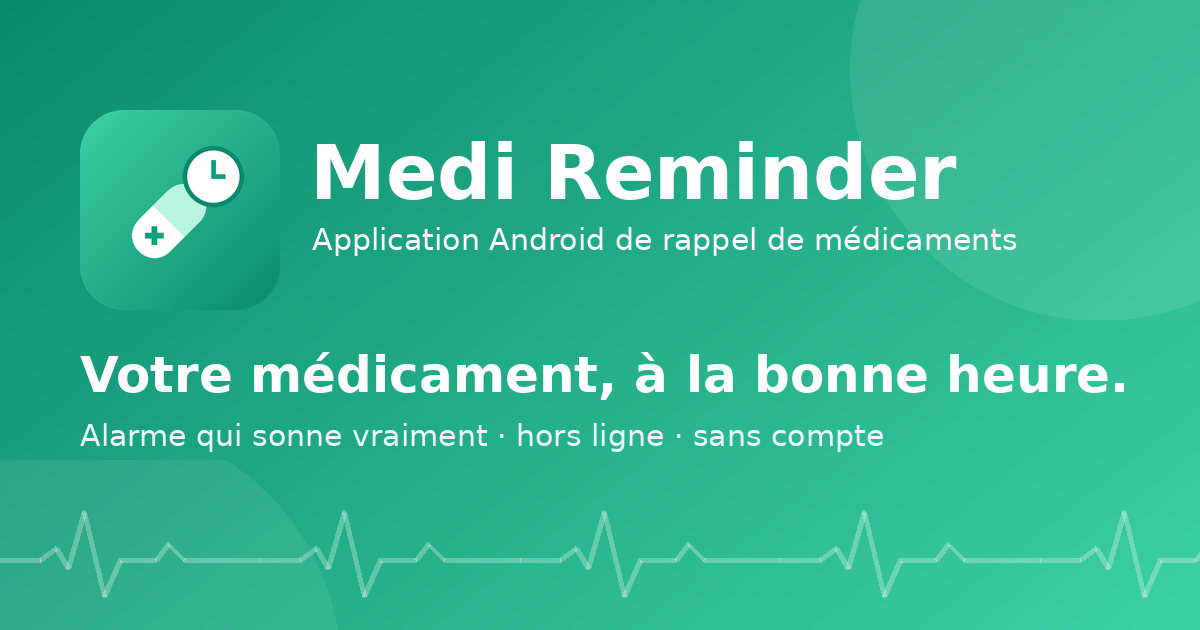 Medi Reminder
Application Android de rappel de médicaments
Votre médicament, à la bonne heure.
Alarme qui sonne vraiment · hors ligne · sans compte